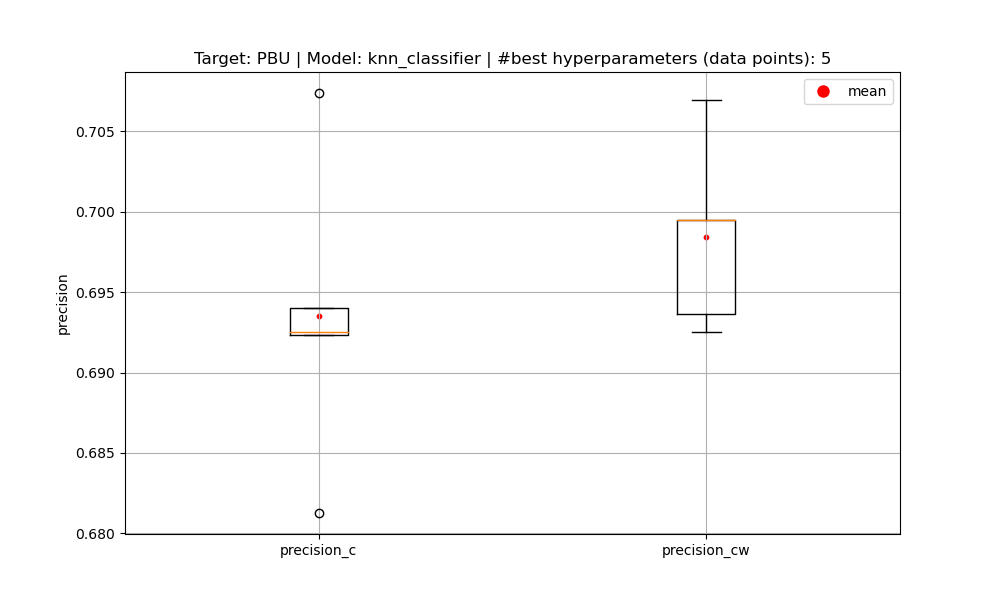 Target: PBU | Model: knn_classifier | #best hyperparameters (data points): 5
mean
0.705
0.700
0.695
0.690
0.685
0.680
precision
precision_c
precision_cw